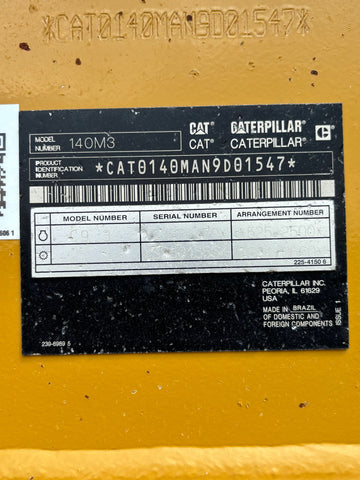 *CAT0140MAN9D01547*
MODEL NUMBER 140M3
CAT CATERPILLAR
CAT® CATERPILLAR®
PRODUCT IDENTIFICATION NUMBER *CAT0140MAN9D01547*
MODEL NUMBER SERIAL NUMBER ARRANGEMENT NUMBER
225-4150 6
CATERPILLAR INC.
PEORIA, IL 61629
USA
MADE IN BRAZIL
DOMESTIC AND
FOREIGN COMPONENTS
ISSUE 1
239-6989 5
606 1